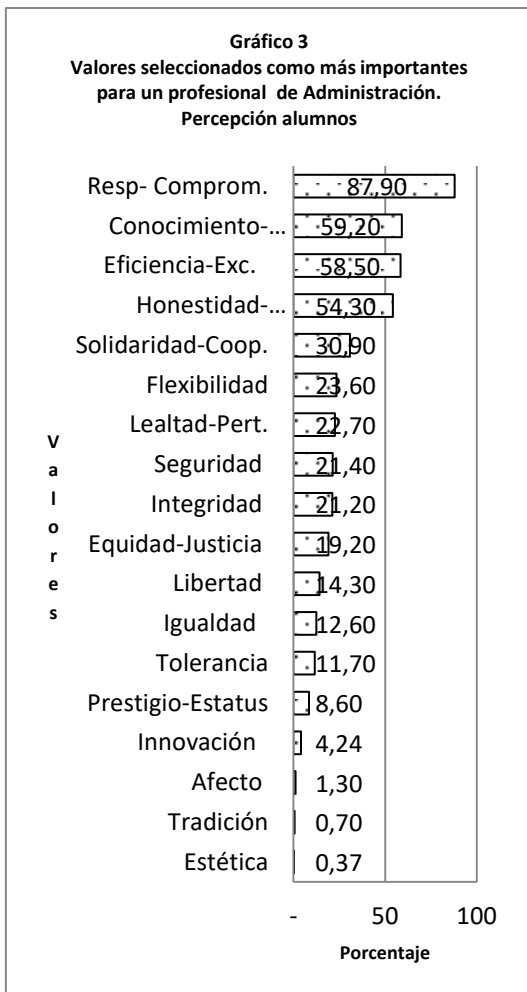 Gráfico 3
Valores seleccionados como más importantes
para un profesional de Administración.
Percepción alumnos
Resp- Comprom. 87,90
Conocimiento-... 59,20
Eficiencia-Exc. 58,50
Honestidad-... 54,30
Solidaridad-Coop. 30,90
Flexibilidad 23,60
Lealtad-Pert. 22,70
Seguridad 21,40
Integridad 21,20
Equidad-Justicia 19,20
Libertad 14,30
Igualdad 12,60
Tolerancia 11,70
Prestigio-Estatus 8,60
Innovación 4,24
Afecto 1,30
Tradición 0,70
Estética 0,37
Valores
- 50 100
Porcentaje